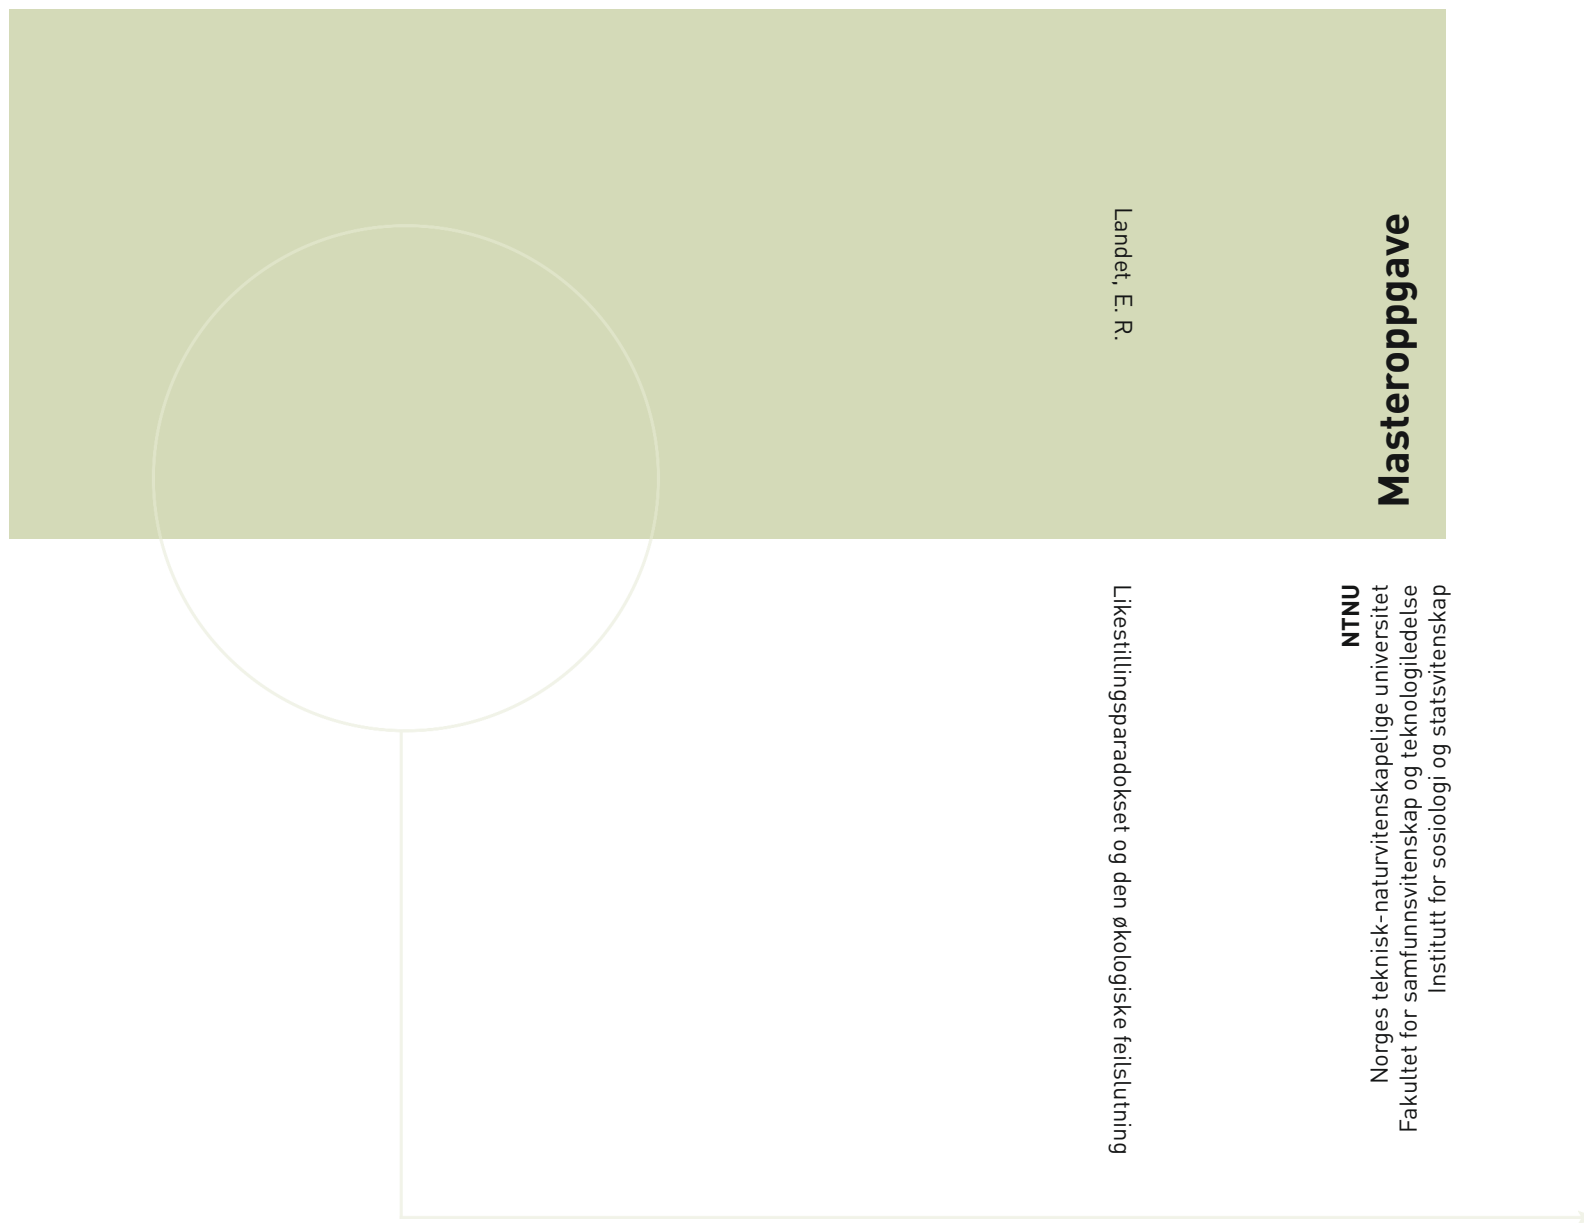 Landet, E. R.
Likestillingsparadokset og den økologiske feilslutning
Masteroppgave
NTNU
Norges teknisk-naturvitenskapelige universitet
Fakultet for samfunnsvitenskap og teknologiledelse
Institutt for sosiologi og statsvitenskap